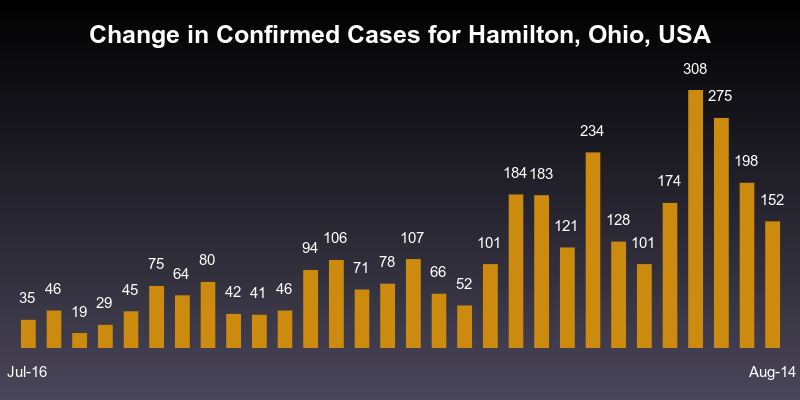 Change in Confirmed Cases for Hamilton, Ohio, USA
35 46 19 29 45 75 64 80 42 41 46 94 106 71 78 107 66 52 101 184 183 121 234 128 101 174 308 275 198 152
Jul-16 Aug-14